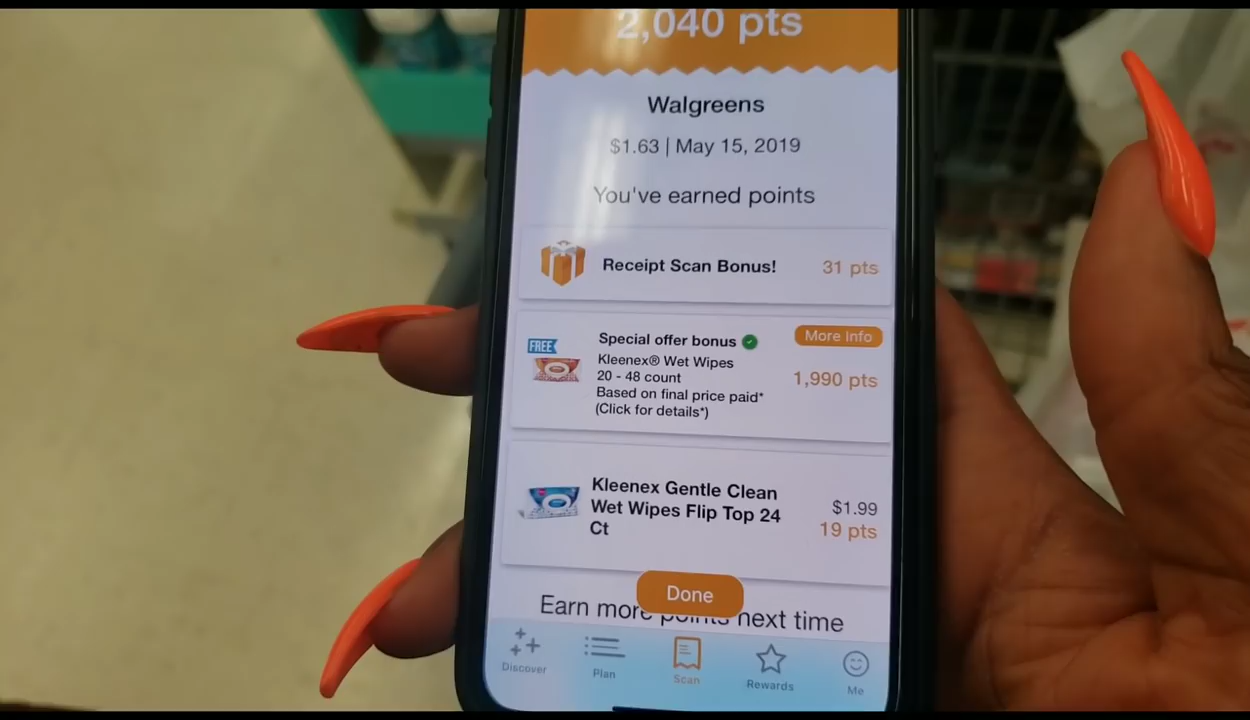 2,040 pts
Walgreens
$1.63 | May 15, 2019
You've earned points
Receipt Scan Bonus!
31 pts
FREE
Special offer bonus
More Info
Kleenex® Wet Wipes
20 - 48 count
Based on final price paid*
(Click for details*)
1,990 pts
Kleenex Gentle Clean
Wet Wipes Flip Top 24
Ct
$1.99
19 pts
Done
Earn more points next time
Discover
Plan
Scan
Rewards
Me